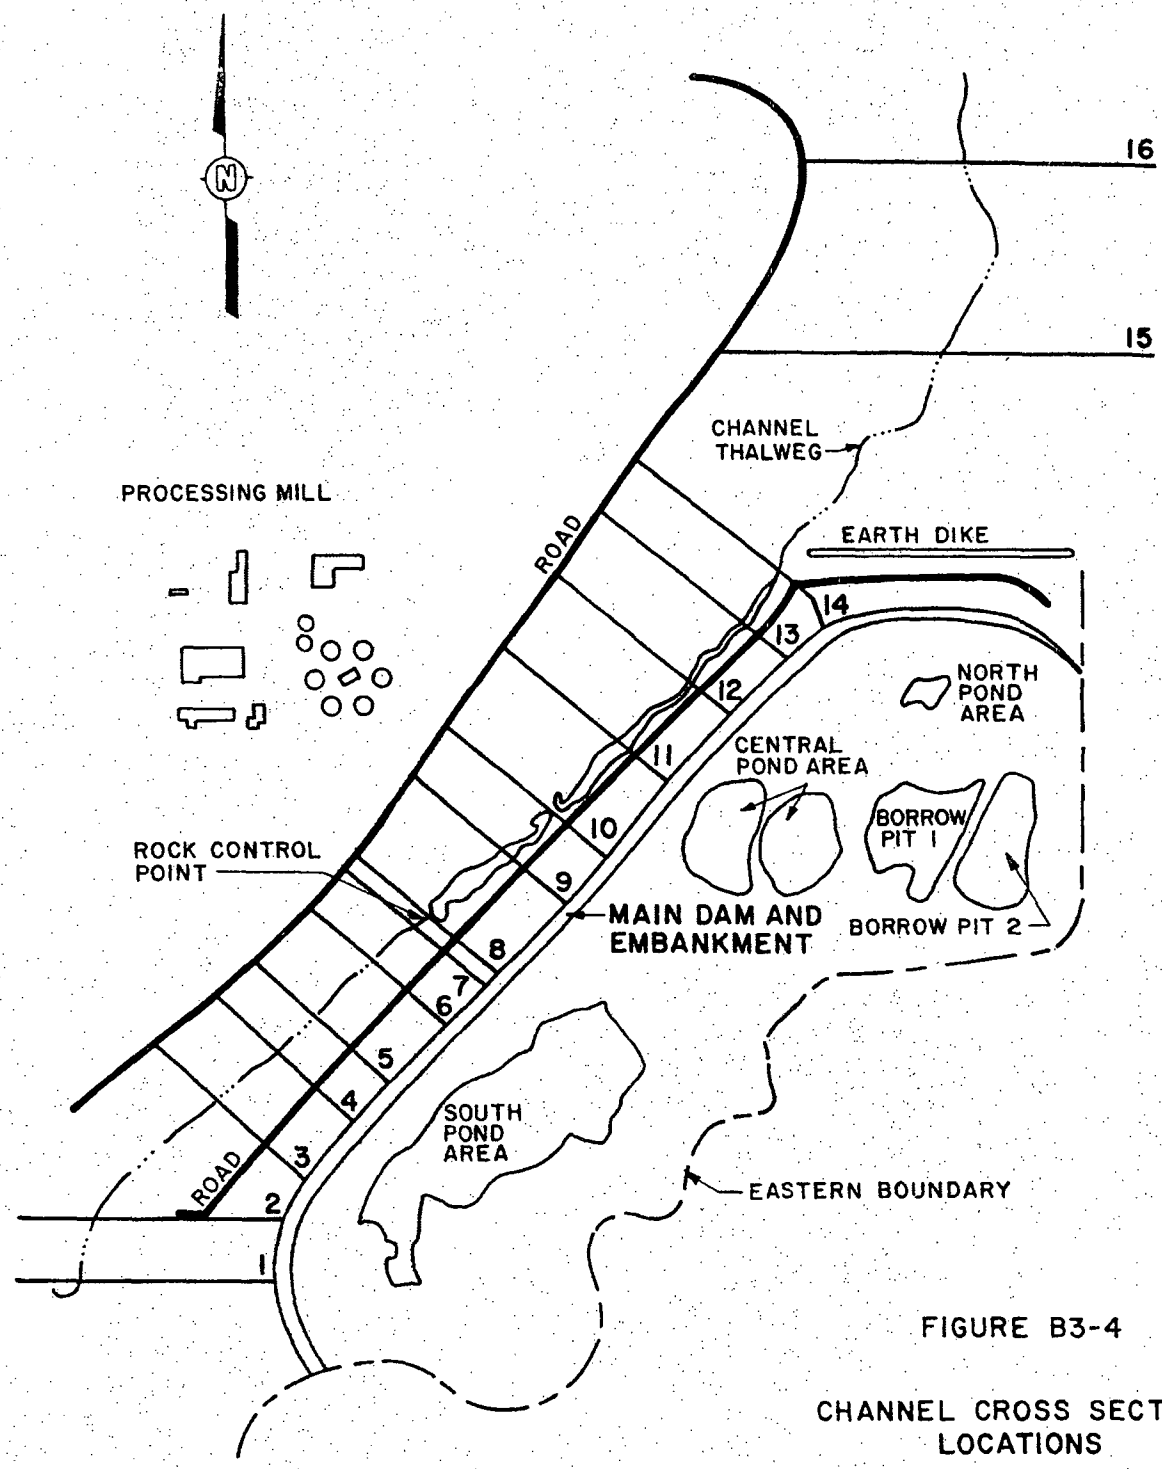 16
N
15
CHANNEL
THALWEG
PROCESSING MILL
ROAD
EARTH DIKE
14
13
NORTH
POND
AREA
12
11
CENTRAL
POND AREA
10
BORROW
PIT 1
ROCK CONTROL
POINT
9
MAIN DAM AND
EMBANKMENT
BORROW PIT 2
8
7
6
5
4
SOUTH
POND
AREA
3
ROAD
2
EASTERN BOUNDARY
1
FIGURE B3-4
CHANNEL CROSS SECT
LOCATIONS